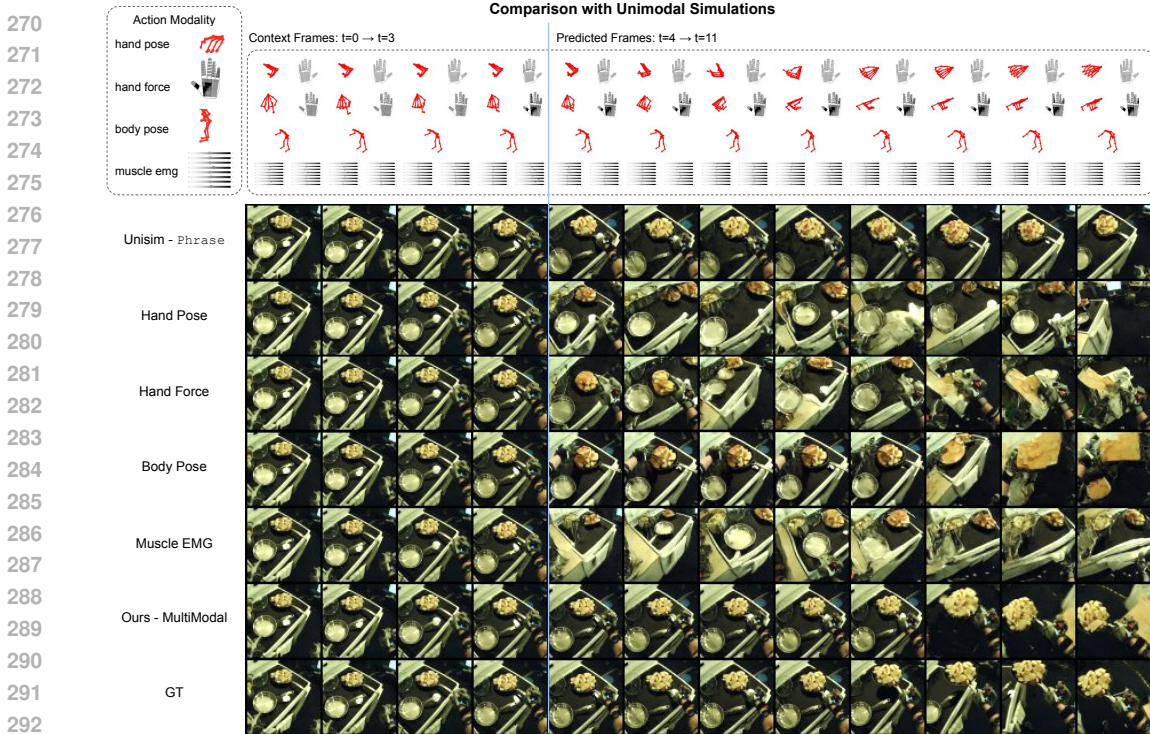 Comparison with Unimodal Simulations
270
271
272
273
274
275
276
277
278
279
280
281
282
283
284
285
286
287
288
289
290
291
292
Action Modality
hand pose
hand force
body pose
muscle emg
Context Frames: t=0 → t=3
Predicted Frames: t=4 → t=11
Unisim - Phrase
Hand Pose
Hand Force
Body Pose
Muscle EMG
Ours - MultiModal
GT